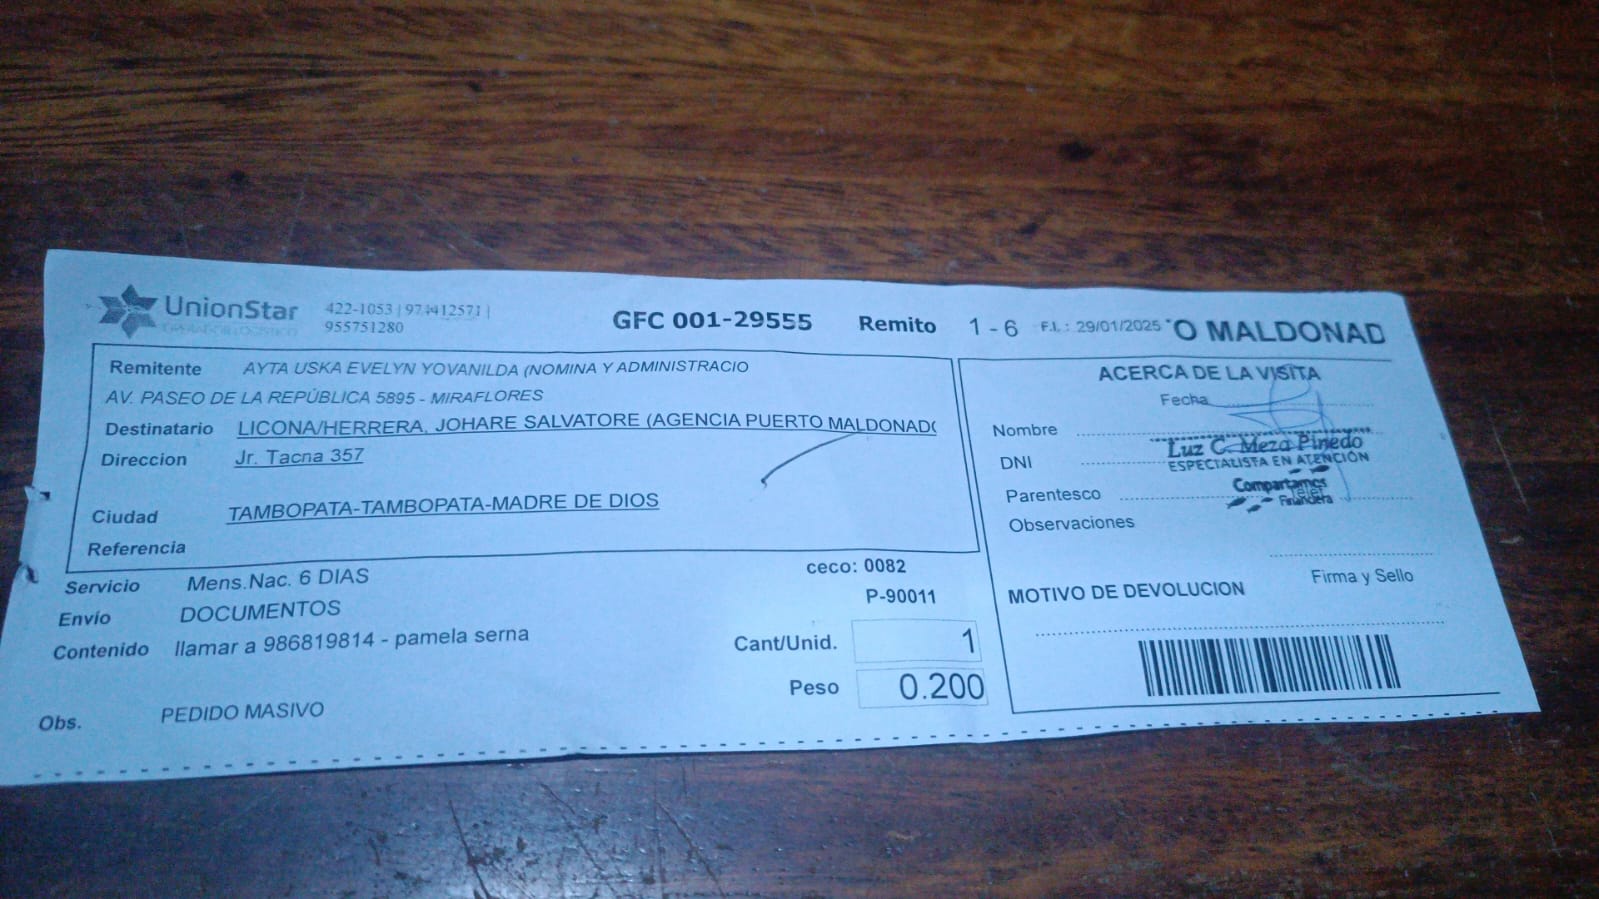 UnionStar
OPERADOR LOGISTICO
422-1053 | 974412571 |
955751280
GFC 001-29555
Remito 1 - 6
F.I. : 29/01/2025
O MALDONAD
Remitente AYTA USKA EVELYN YOVANILDA (NOMINA Y ADMINISTRACIO
AV. PASEO DE LA REPÚBLICA 5895 - MIRAFLORES
Destinatario LICONA/HERRERA, JOHARE SALVATORE (AGENCIA PUERTO MALDONADO
Direccion Jr. Tacna 357
Ciudad TAMBOPATA-TAMBOPATA-MADRE DE DIOS
Referencia
Servicio Mens.Nac. 6 DIAS
Envío DOCUMENTOS
Contenido llamar a 986819814 - pamela serna
Obs. PEDIDO MASIVO
ceco: 0082
P-90011
Cant/Unid. 1
Peso 0.200
ACERCA DE LA VISITA
Fecha
Nombre
Luz C. Meza Pinedo
DNI
ESPECIALISTA EN ATENCIÓN
Parentesco
Compartamos
Financiera
Observaciones
Firma y Sello
MOTIVO DE DEVOLUCION